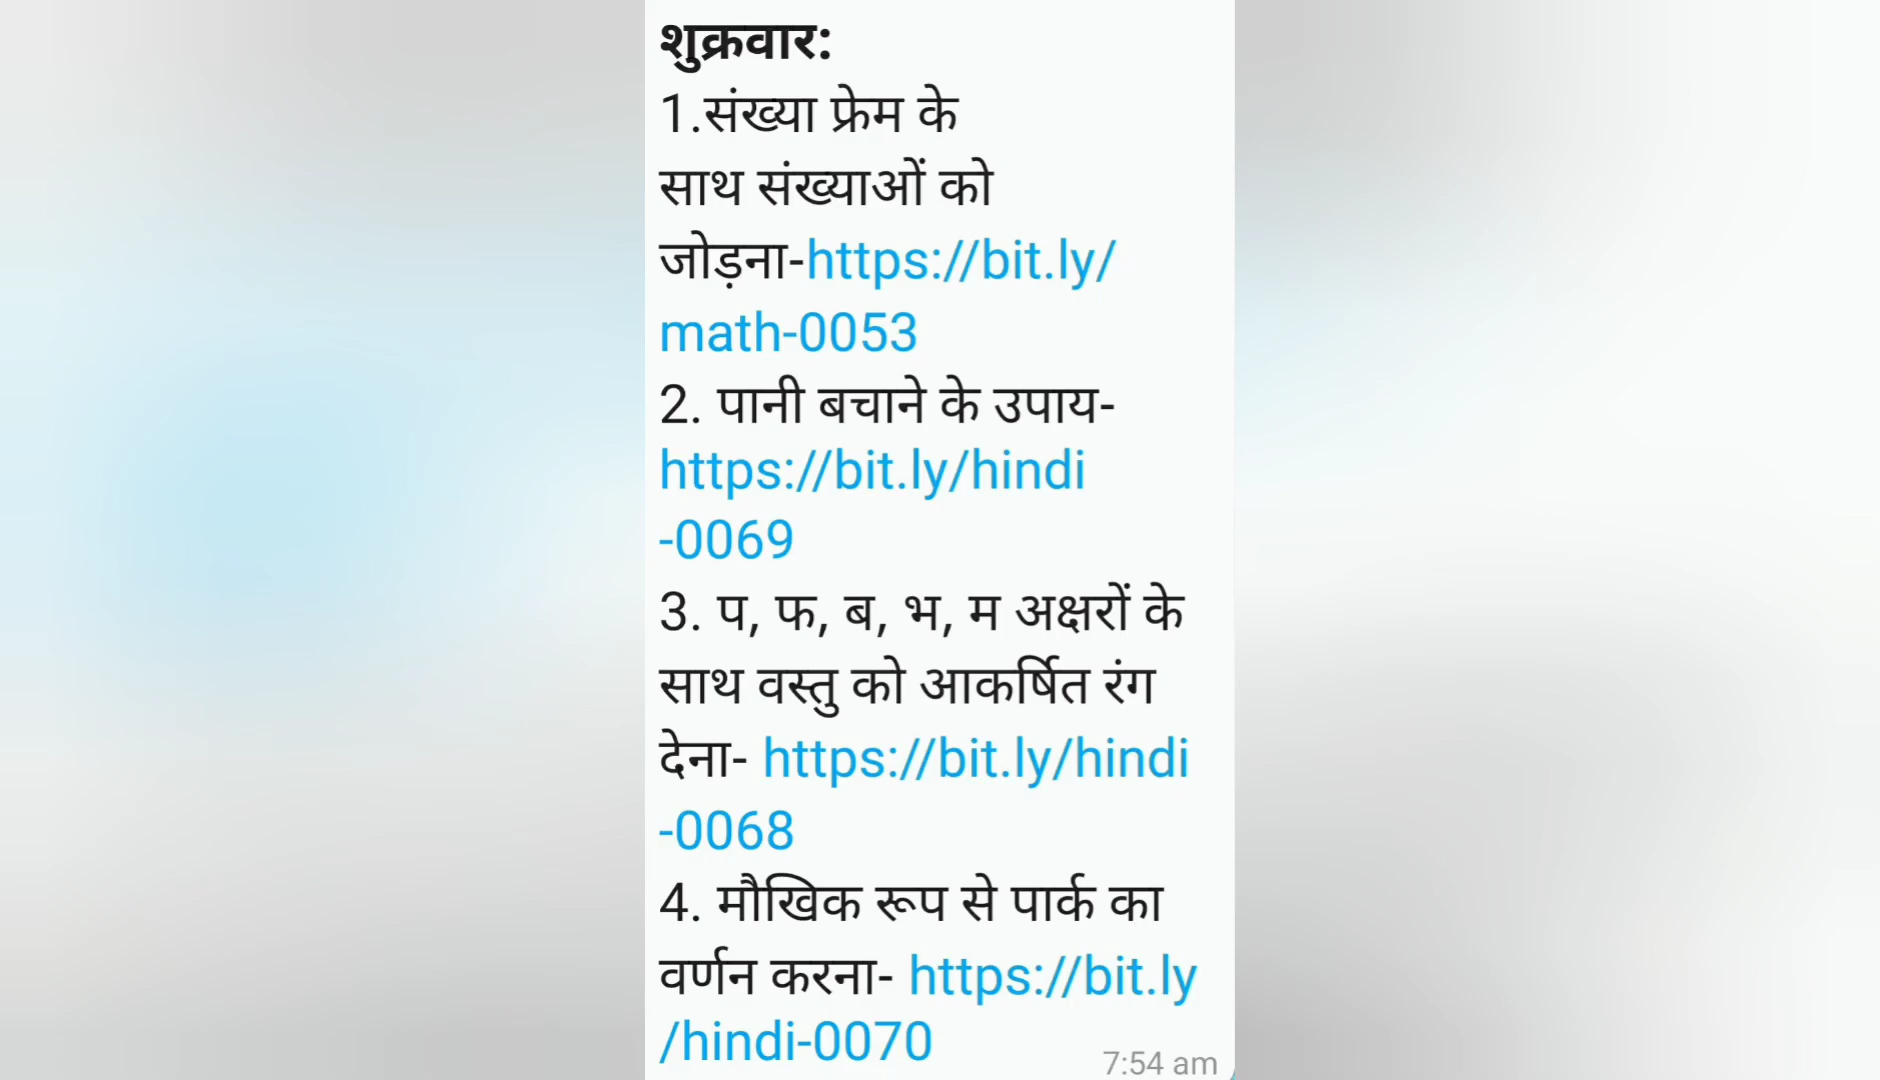 शुक्रवार:
1.संख्या फ्रेम के
साथ संख्याओं को
जोड़ना-https://bit.ly/
math-0053
2. पानी बचाने के उपाय-
https://bit.ly/hindi
-0069
3. प, फ, ब, भ, म अक्षरों के
साथ वस्तु को आकर्षित रंग
देना- https://bit.ly/hindi
-0068
4. मौखिक रूप से पार्क का
वर्णन करना- https://bit.ly
/hindi-0070
7:54 am